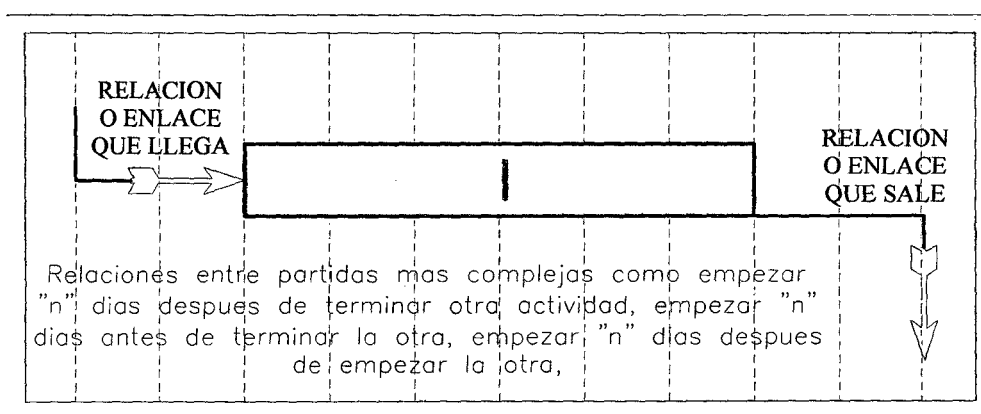 RELACION
O ENLACE
QUE LLEGA
RELACION
O ENLACE
QUE SALE
Relaciones entre partidas mas complejas como empezar
"n" dias despues de terminar otra actividad, empezar "n"
dias antes de terminar la otra, empezar "n" dias despues
de empezar la otra,